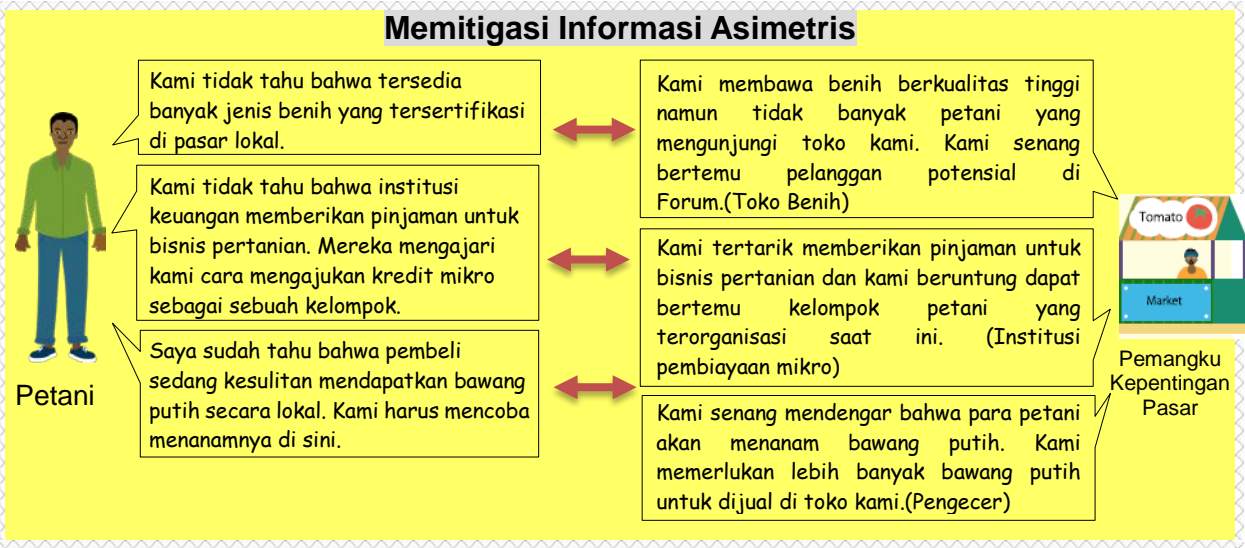 Memitigasi Informasi Asimetris
Kami tidak tahu bahwa tersedia
banyak jenis benih yang tersertifikasi
di pasar lokal.
Kami membawa benih berkualitas tinggi
namun tidak banyak petani yang
mengunjungi toko kami. Kami senang
bertemu pelanggan potensial di
Forum.(Toko Benih)
Kami tidak tahu bahwa institusi
keuangan memberikan pinjaman untuk
bisnis pertanian. Mereka mengajari
kami cara mengajukan kredit mikro
sebagai sebuah kelompok.
Kami tertarik memberikan pinjaman untuk
bisnis pertanian dan kami beruntung dapat
bertemu kelompok petani yang
terorganisasi saat ini. (Institusi
pembiayaan mikro)
Saya sudah tahu bahwa pembeli
sedang kesulitan mendapatkan bawang
putih secara lokal. Kami harus mencoba
menanamnya di sini.
Kami senang mendengar bahwa para petani
akan menanam bawang putih. Kami
memerlukan lebih banyak bawang putih
untuk dijual di toko kami.(Pengecer)
Petani
Tomato
Market
Pemangku
Kepentingan
Pasar